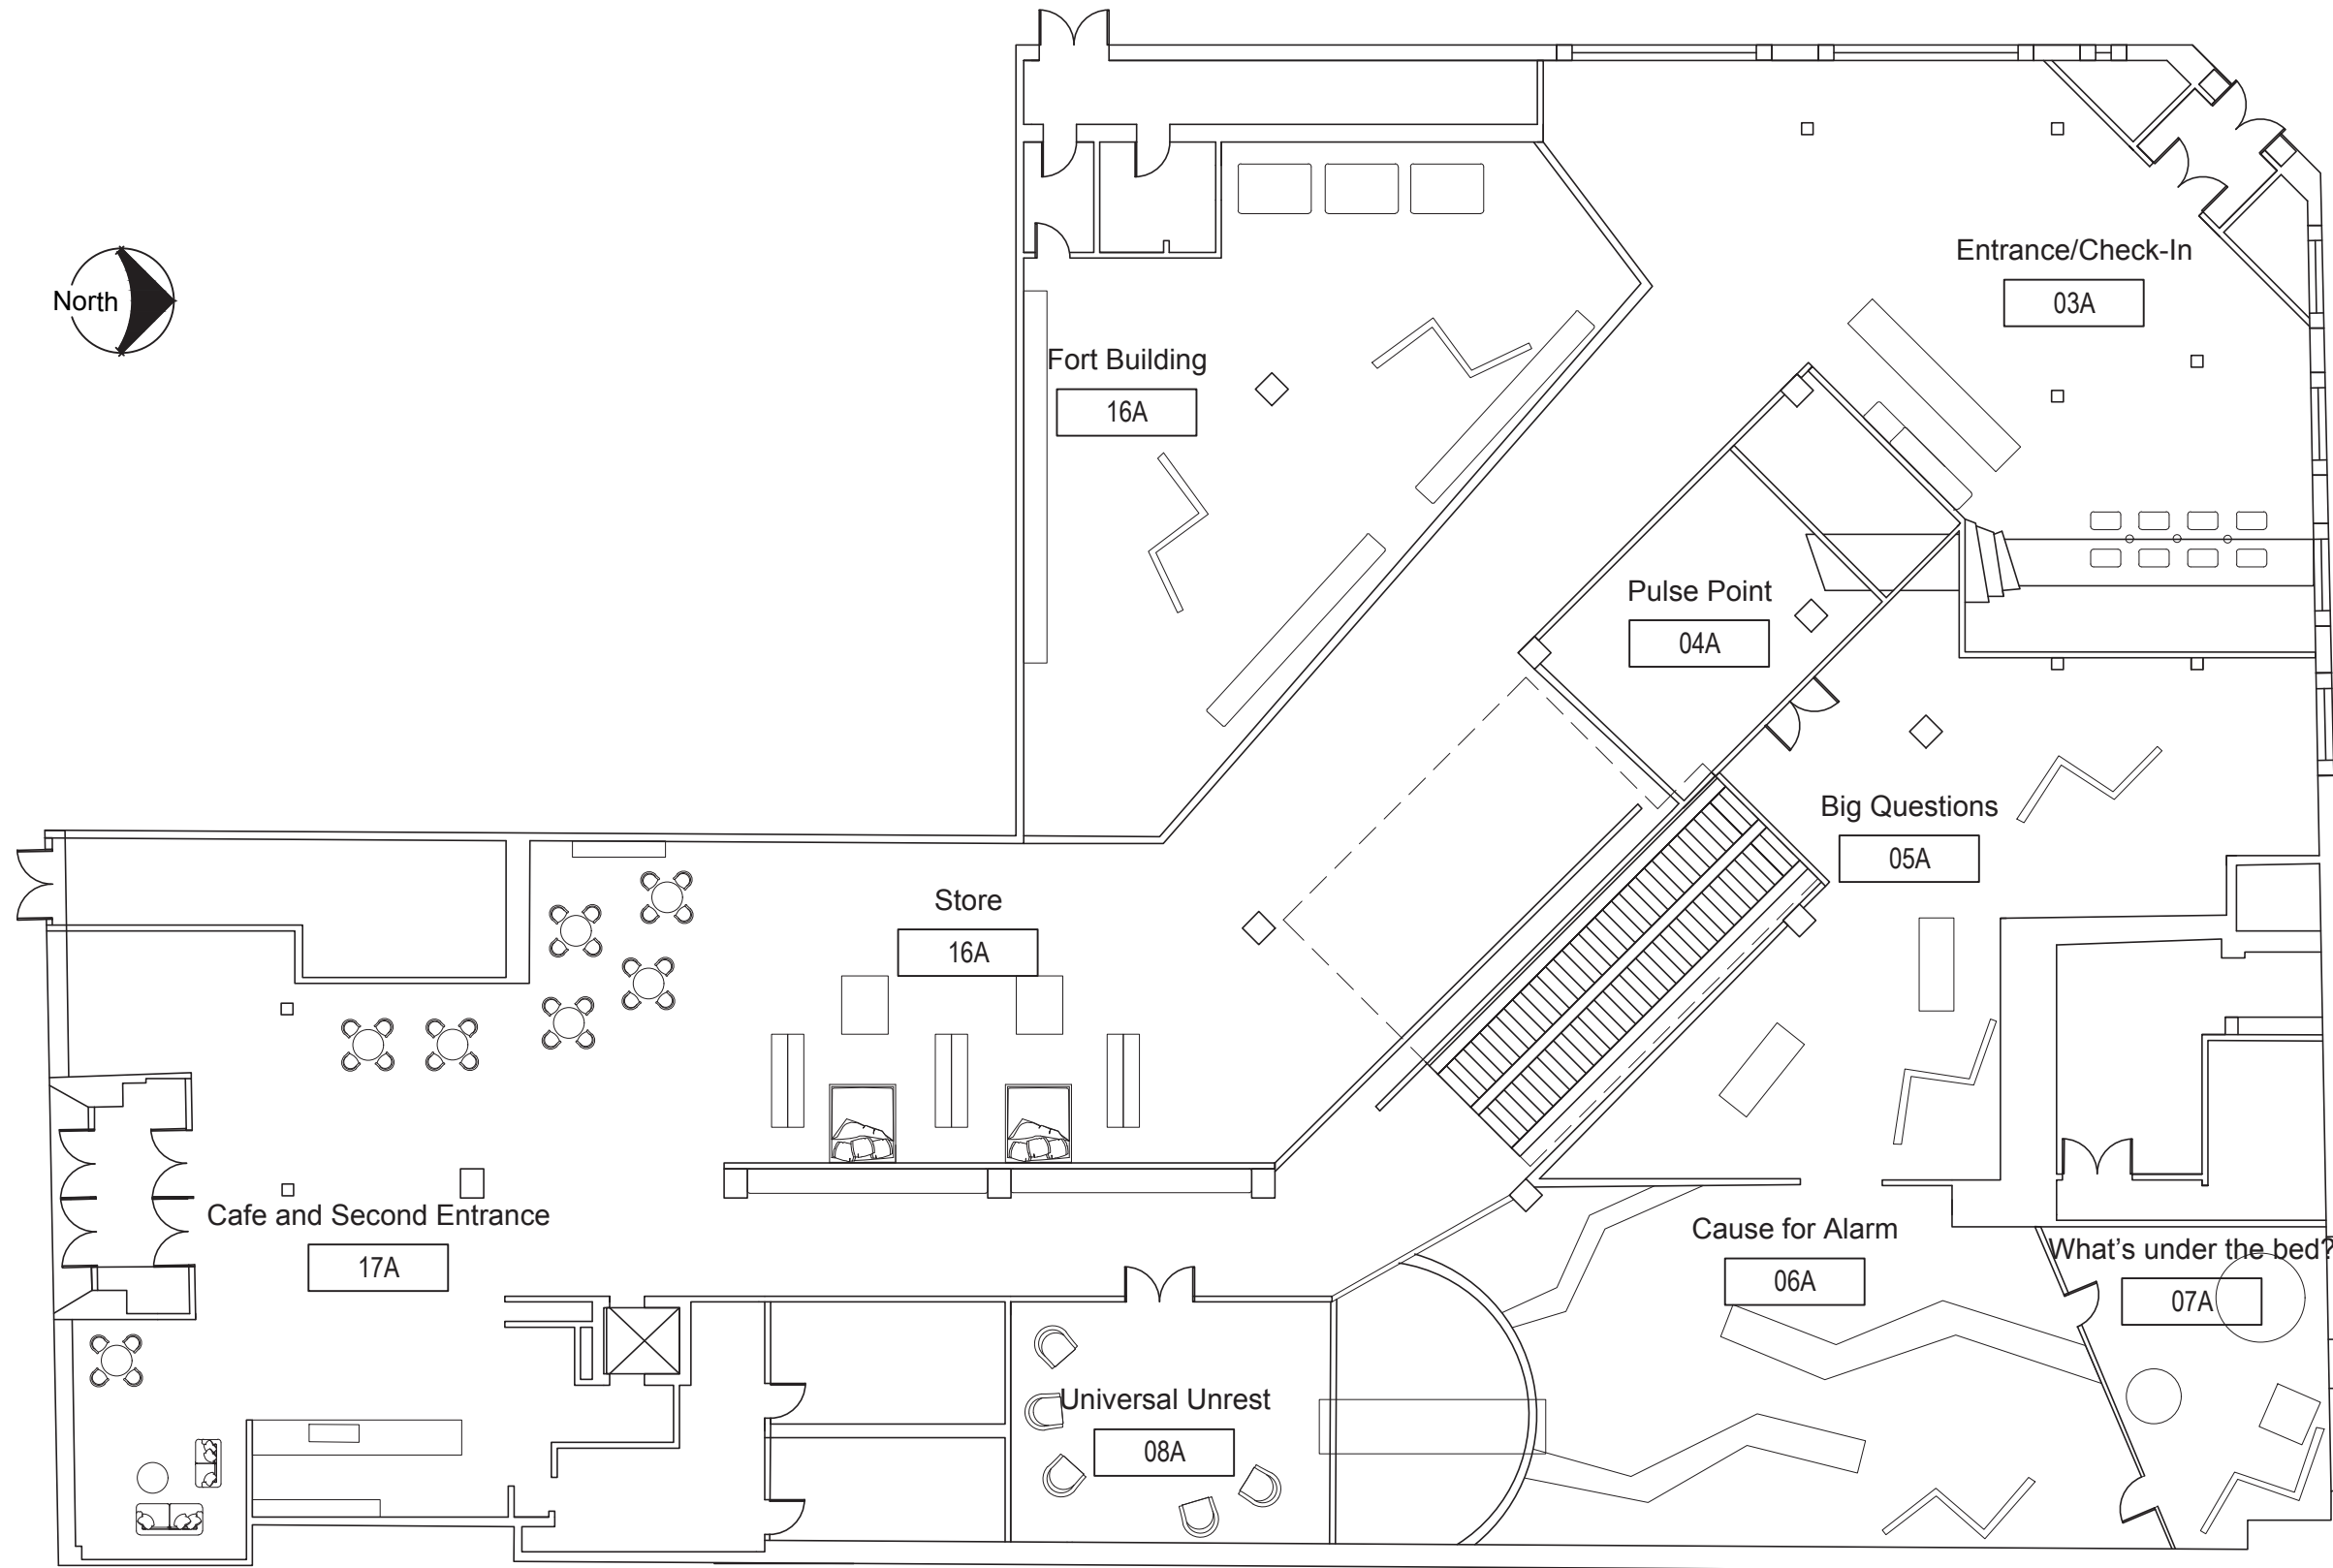 Entrance/Check-In
03A
North
Fort Building
16A
Pulse Point
04A
Big Questions
05A
Store
16A
Cafe and Second Entrance
17A
Cause for Alarm
06A
What's under the bed?
07A
Universal Unrest
08A